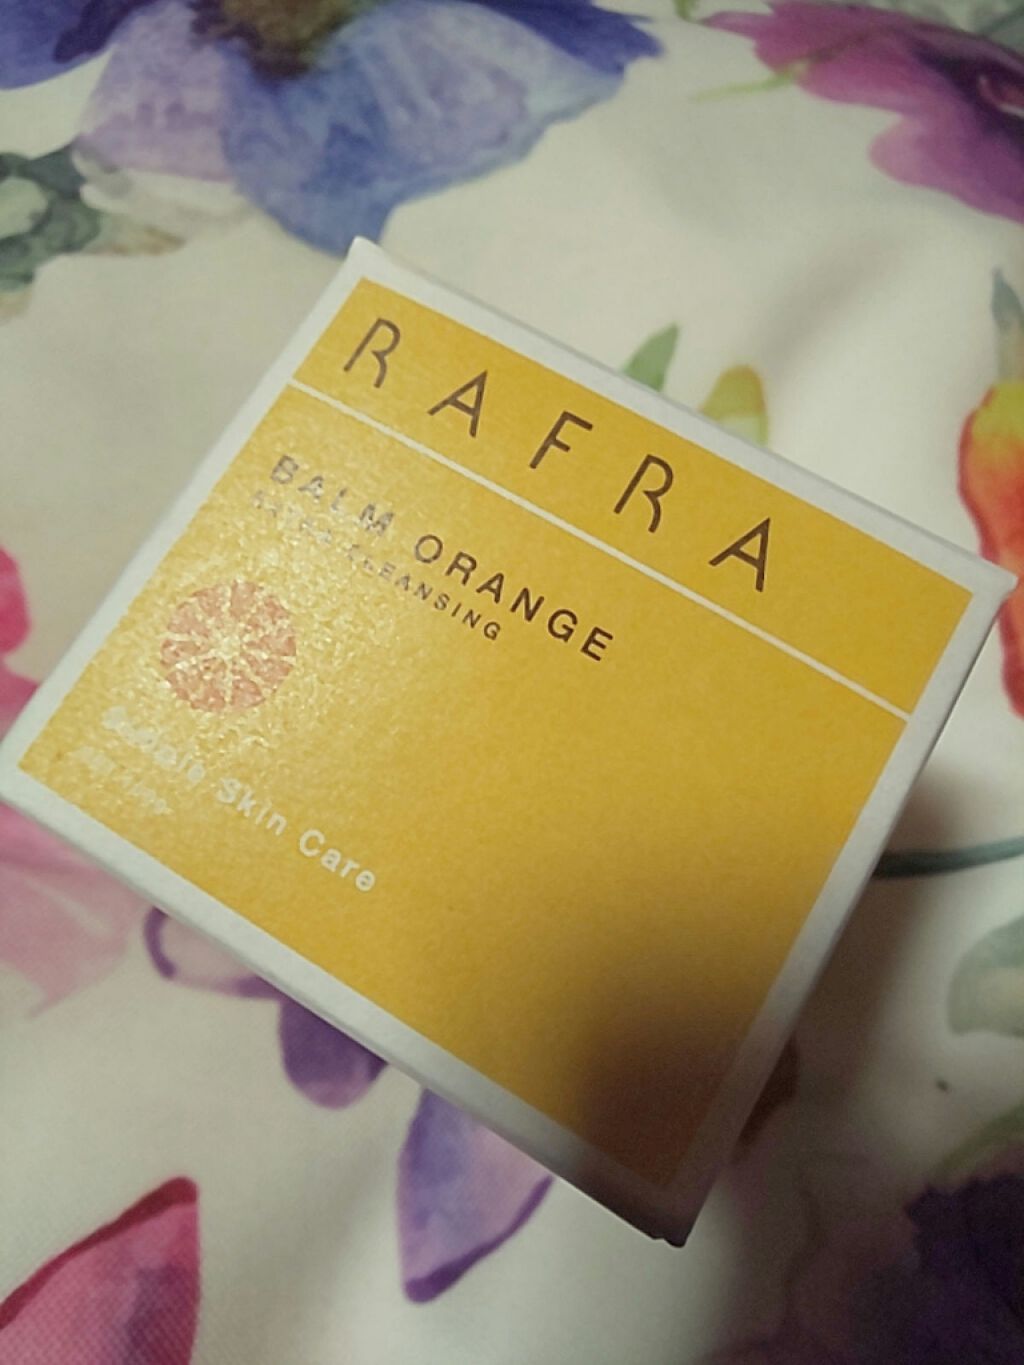 RAFRA
BALM ORANGE
CLEANSING
Skin Care